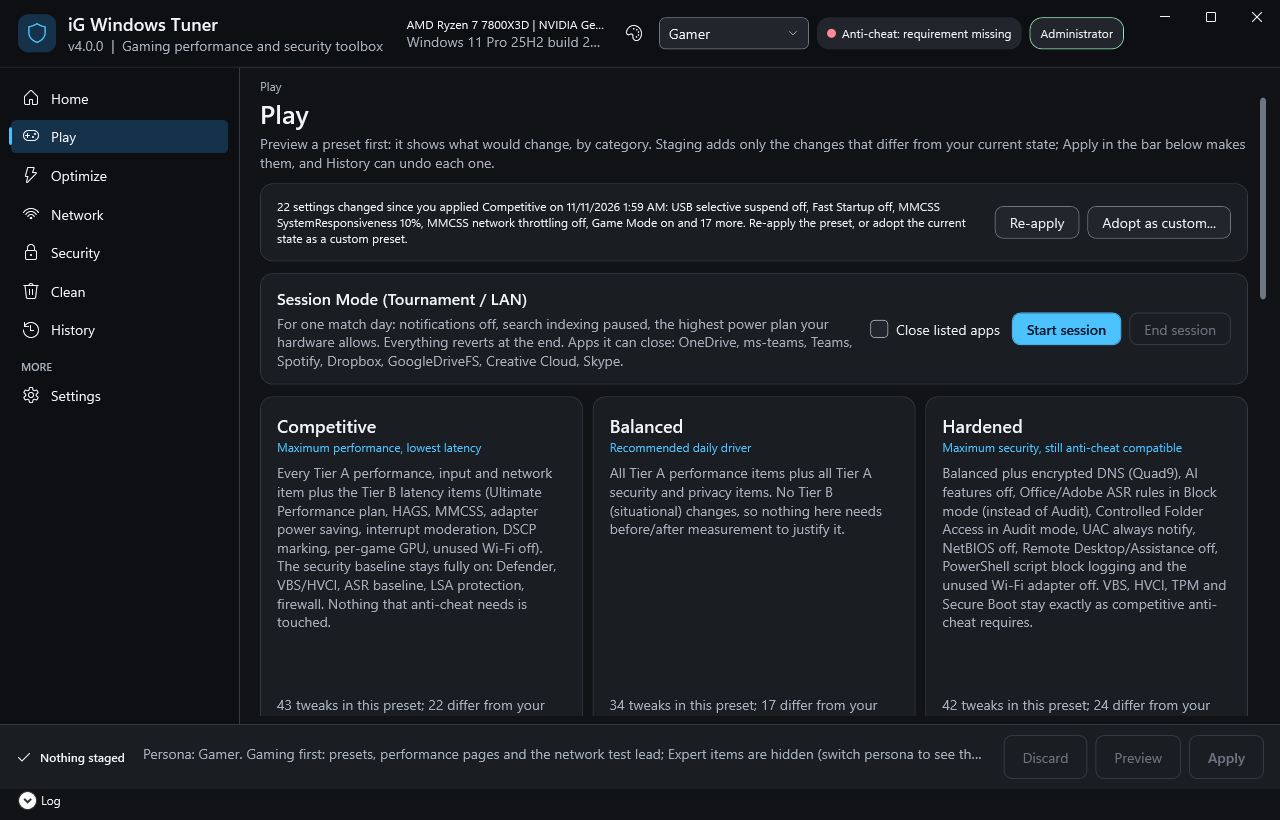 iG Windows Tuner
v4.0.0 | Gaming performance and security toolbox
AMD Ryzen 7 7800X3D | NVIDIA Ge...
Windows 11 Pro 25H2 build 2...
Gamer
Anti-cheat: requirement missing
Administrator
Home
Play
Optimize
Network
Security
Clean
History
MORE
Settings
Play
Play
Preview a preset first: it shows what would change, by category. Staging adds only the changes that differ from your current state; Apply in the bar below makes
them, and History can undo each one.
22 settings changed since you applied Competitive on 11/11/2026 1:59 AM: USB selective suspend off, Fast Startup off, MMCSS
SystemResponsiveness 10%, MMCSS network throttling off, Game Mode on and 17 more. Re-apply the preset, or adopt the current
state as a custom preset.
Re-apply
Adopt as custom...
Session Mode (Tournament / LAN)
For one match day: notifications off, search indexing paused, the highest power plan your
hardware allows. Everything reverts at the end. Apps it can close: OneDrive, ms-teams, Teams,
Spotify, Dropbox, GoogleDriveFS, Creative Cloud, Skype.
Close listed apps
Start session
End session
Competitive
Maximum performance, lowest latency
Every Tier A performance, input and network
item plus the Tier B latency items (Ultimate
Performance plan, HAGS, MMCSS, adapter
power saving, interrupt moderation, DSCP
marking, per-game GPU, unused Wi-Fi off).
The security baseline stays fully on: Defender,
VBS/HVCI, ASR baseline, LSA protection,
firewall. Nothing that anti-cheat needs is
touched.
43 tweaks in this preset; 22 differ from your
Balanced
Recommended daily driver
All Tier A performance items plus all Tier A
security and privacy items. No Tier B
(situational) changes, so nothing here needs
before/after measurement to justify it.
34 tweaks in this preset; 17 differ from your
Hardened
Maximum security, still anti-cheat compatible
Balanced plus encrypted DNS (Quad9), AI
features off, Office/Adobe ASR rules in Block
mode (instead of Audit), Controlled Folder
Access in Audit mode, UAC always notify,
NetBIOS off, Remote Desktop/Assistance off,
PowerShell script block logging and the
unused Wi-Fi adapter off. VBS, HVCI, TPM and
Secure Boot stay exactly as competitive anti-
cheat requires.
42 tweaks in this preset; 24 differ from your
Nothing staged
Persona: Gamer. Gaming first: presets, performance pages and the network test lead; Expert items are hidden (switch persona to see th...
Discard
Preview
Apply
Log